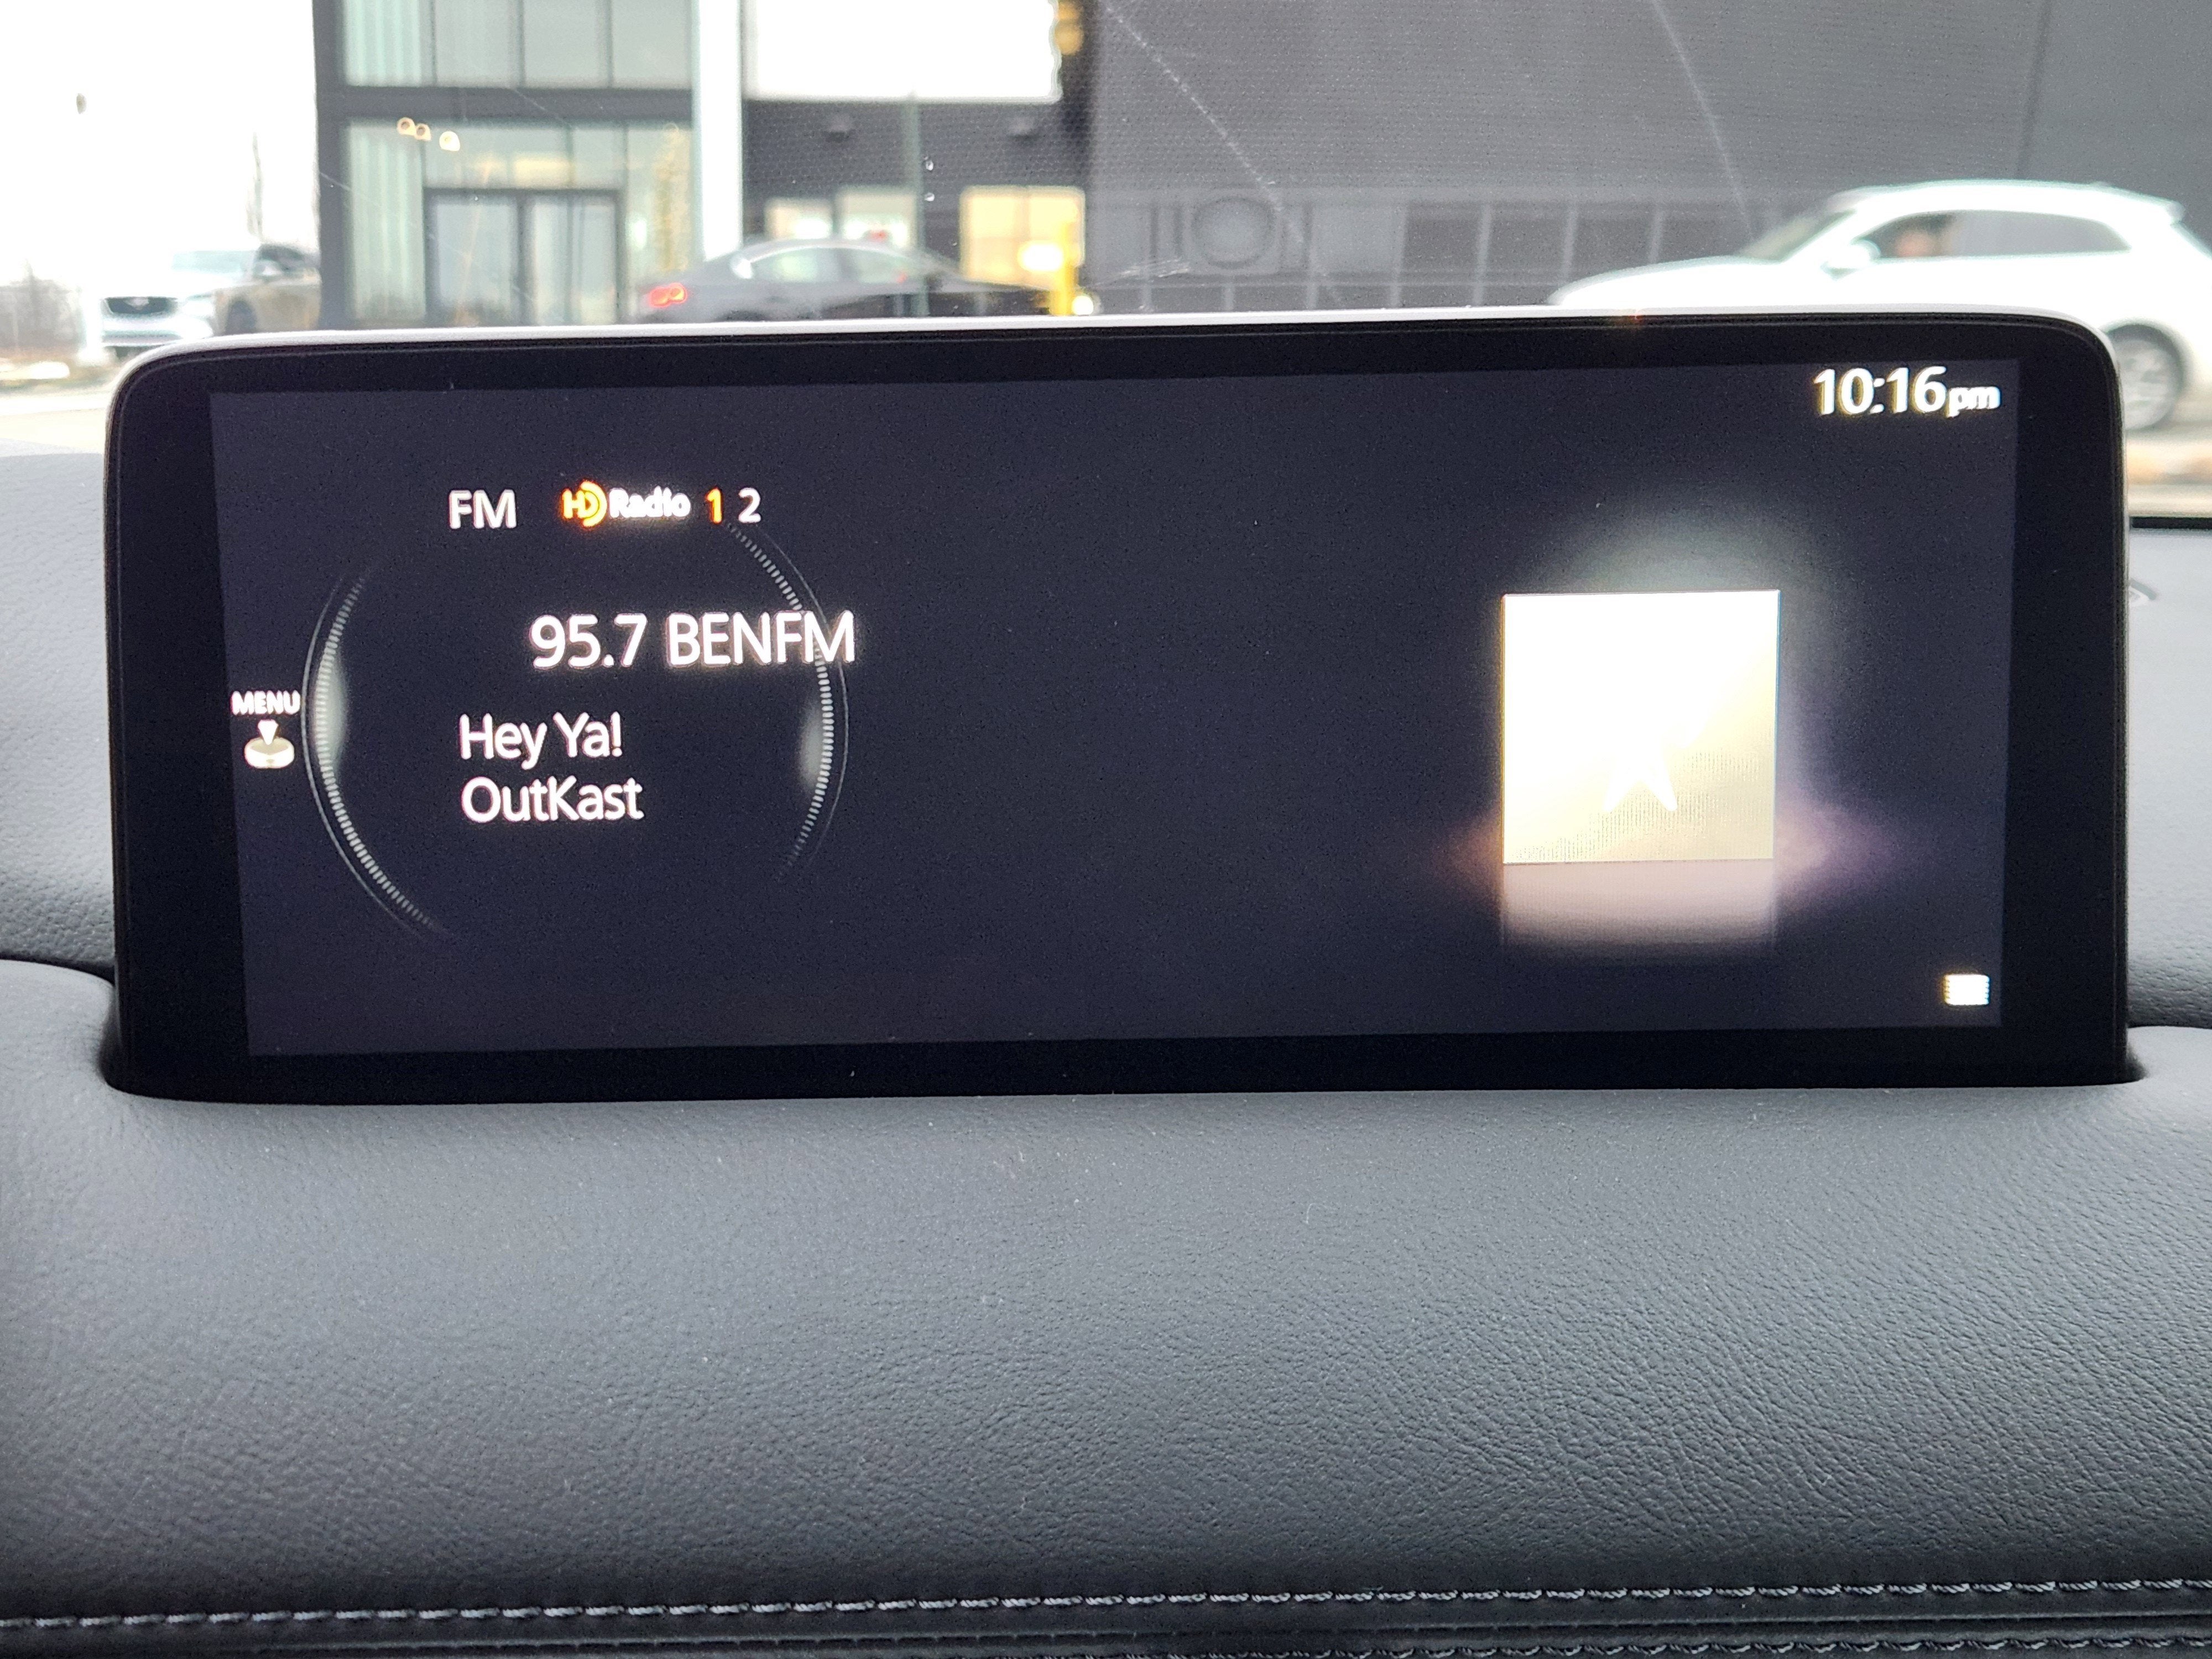 10:16pm
FM HD Radio 1 2
95.7 BENFM
MENU
Hey Ya!
OutKast